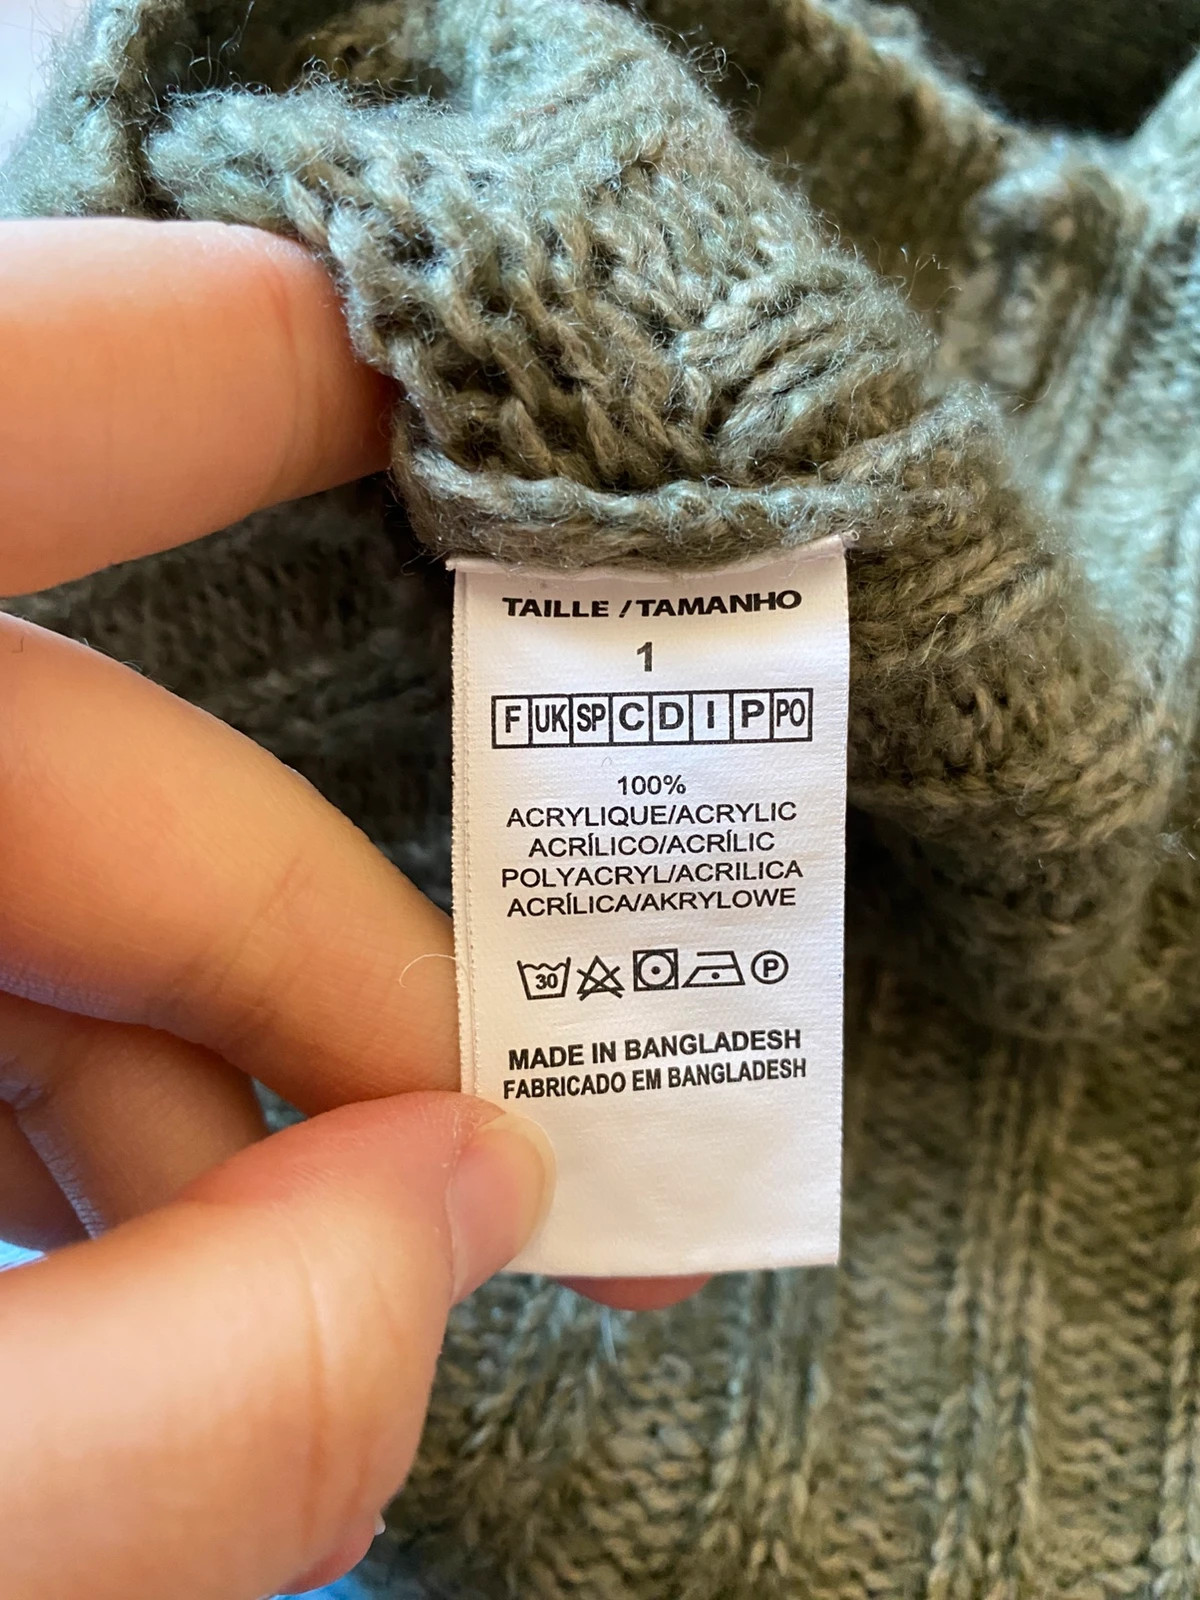 TAILLE / TAMANHO
1
F UK SP C D I P PO
100%
ACRYLIQUE/ACRYLIC
ACRÍLICO/ACRÍLIC
POLYACRYL/ACRILICA
ACRÍLICA/AKRYLOWE
30 P
MADE IN BANGLADESH
FABRICADO EM BANGLADESH